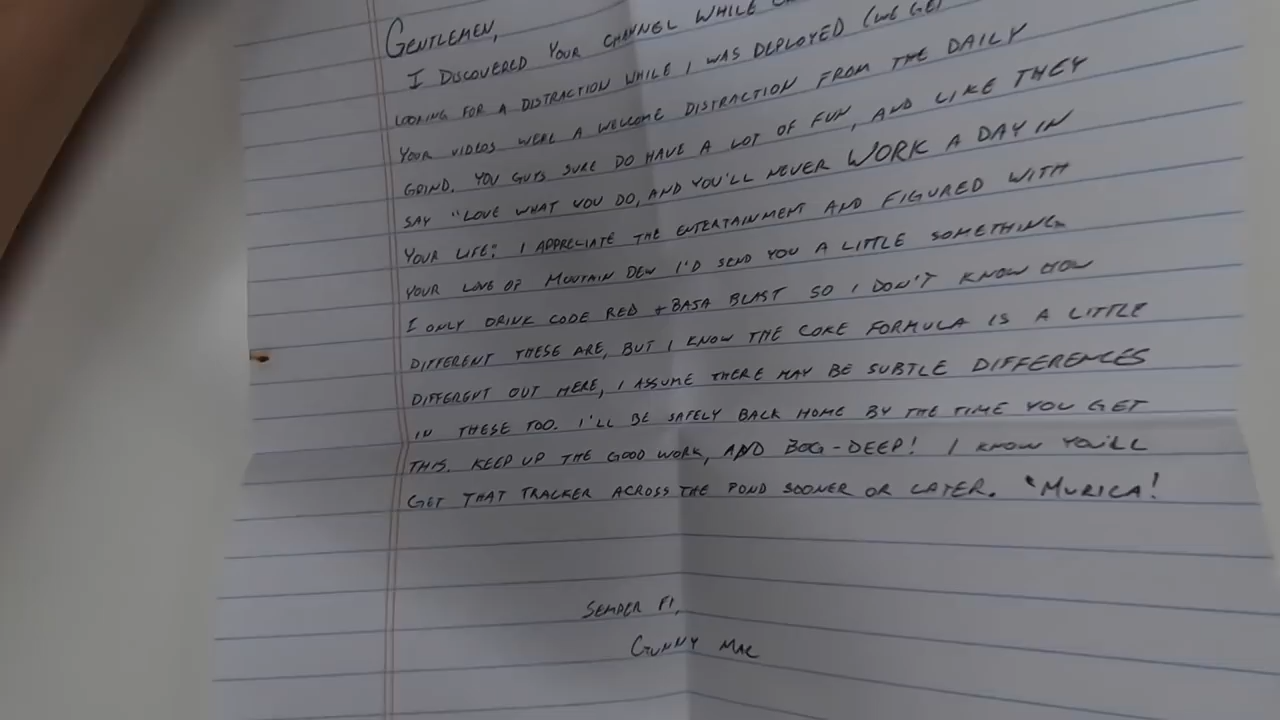 GENTLEMEN,
I DISCOVERED YOUR CHANNEL WHILE
LOOKING FOR A DISTRACTION WHILE I WAS DEPLOYED (WE GET
YOUR VIDEOS WERE A WELCOME DISTRACTION FROM THE DAILY
GRIND. YOU GUYS SURE DO HAVE A LOT OF FUN, AND LIKE THEY
SAY "LOVE WHAT YOU DO, AND YOU'LL NEVER WORK A DAY IN
YOUR LIFE." I APPRECIATE THE ENTERTAINMENT AND FIGURED WITH
YOUR LOVE OF MOUTAIN DEW I'D SEND YOU A LITTLE SOMETHING.
I ONLY DRINK CODE RED + BAJA BLAST SO I DON'T KNOW HOW
DIFFERENT THESE ARE, BUT I KNOW THE COKE FORMULA IS A LITTLE
DIFFERENT OUT HERE, I ASSUME THERE MAY BE SUBTLE DIFFERENCES
IN THESE TOO. I'LL BE SAFELY BACK HOME BY THE TIME YOU GET
THIS. KEEP UP THE GOOD WORK, AND BOG-DEEP! I KNOW YOU'LL
GET THAT TRACKER ACROSS THE POND SOONER OR LATER. 'MURICA!
SEMPER FI,
GUNNY MAC